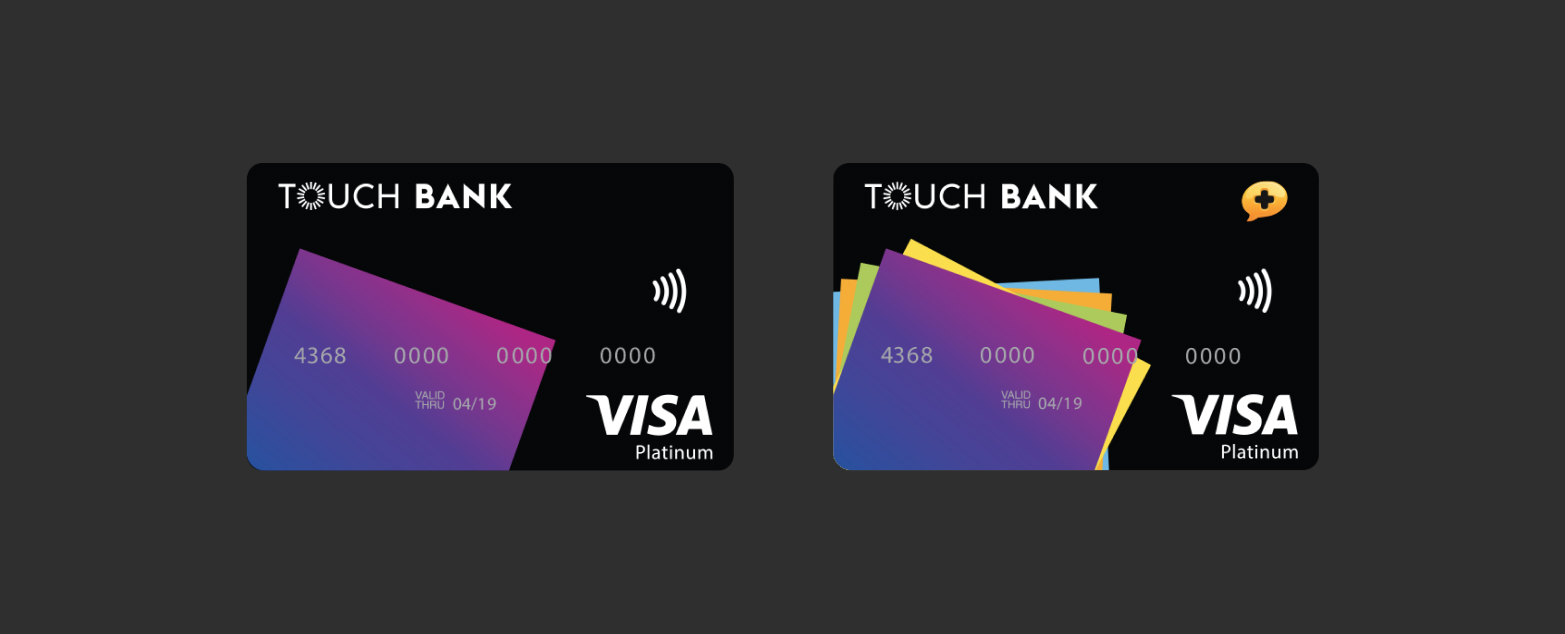 TOUCH BANK
4368 0000 0000 0000
VALID
THRU 04/19
VISA
Platinum
TOUCH BANK
4368 0000 0000 0000
VALID
THRU 04/19
VISA
Platinum